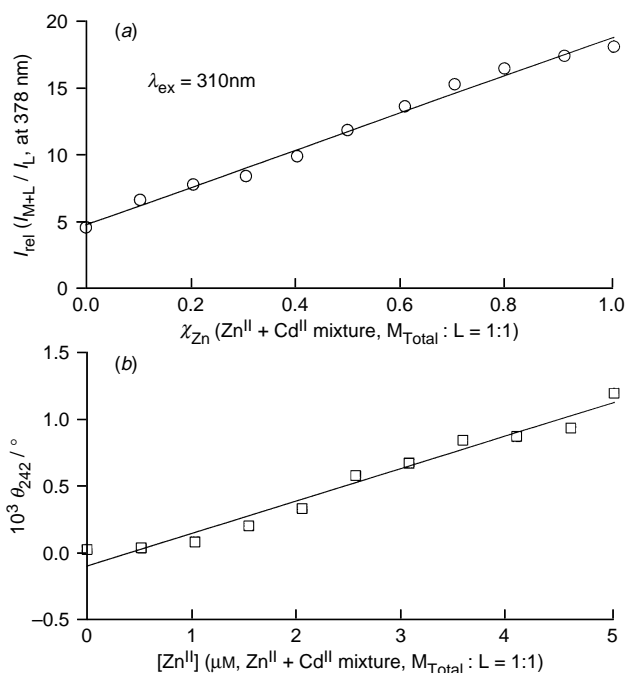 (a)
λex = 310nm
20
15
10
5
0
Irel (IM+L / IL, at 378 nm)
0.0 0.2 0.4 0.6 0.8 1.0
χZn (ZnII + CdII mixture, MTotal : L = 1:1)
(b)
1.5
1.0
0.5
0.0
–0.5
10³ θ242 / °
0 1 2 3 4 5
[ZnII] (μM, ZnII + CdII mixture, MTotal : L = 1:1)